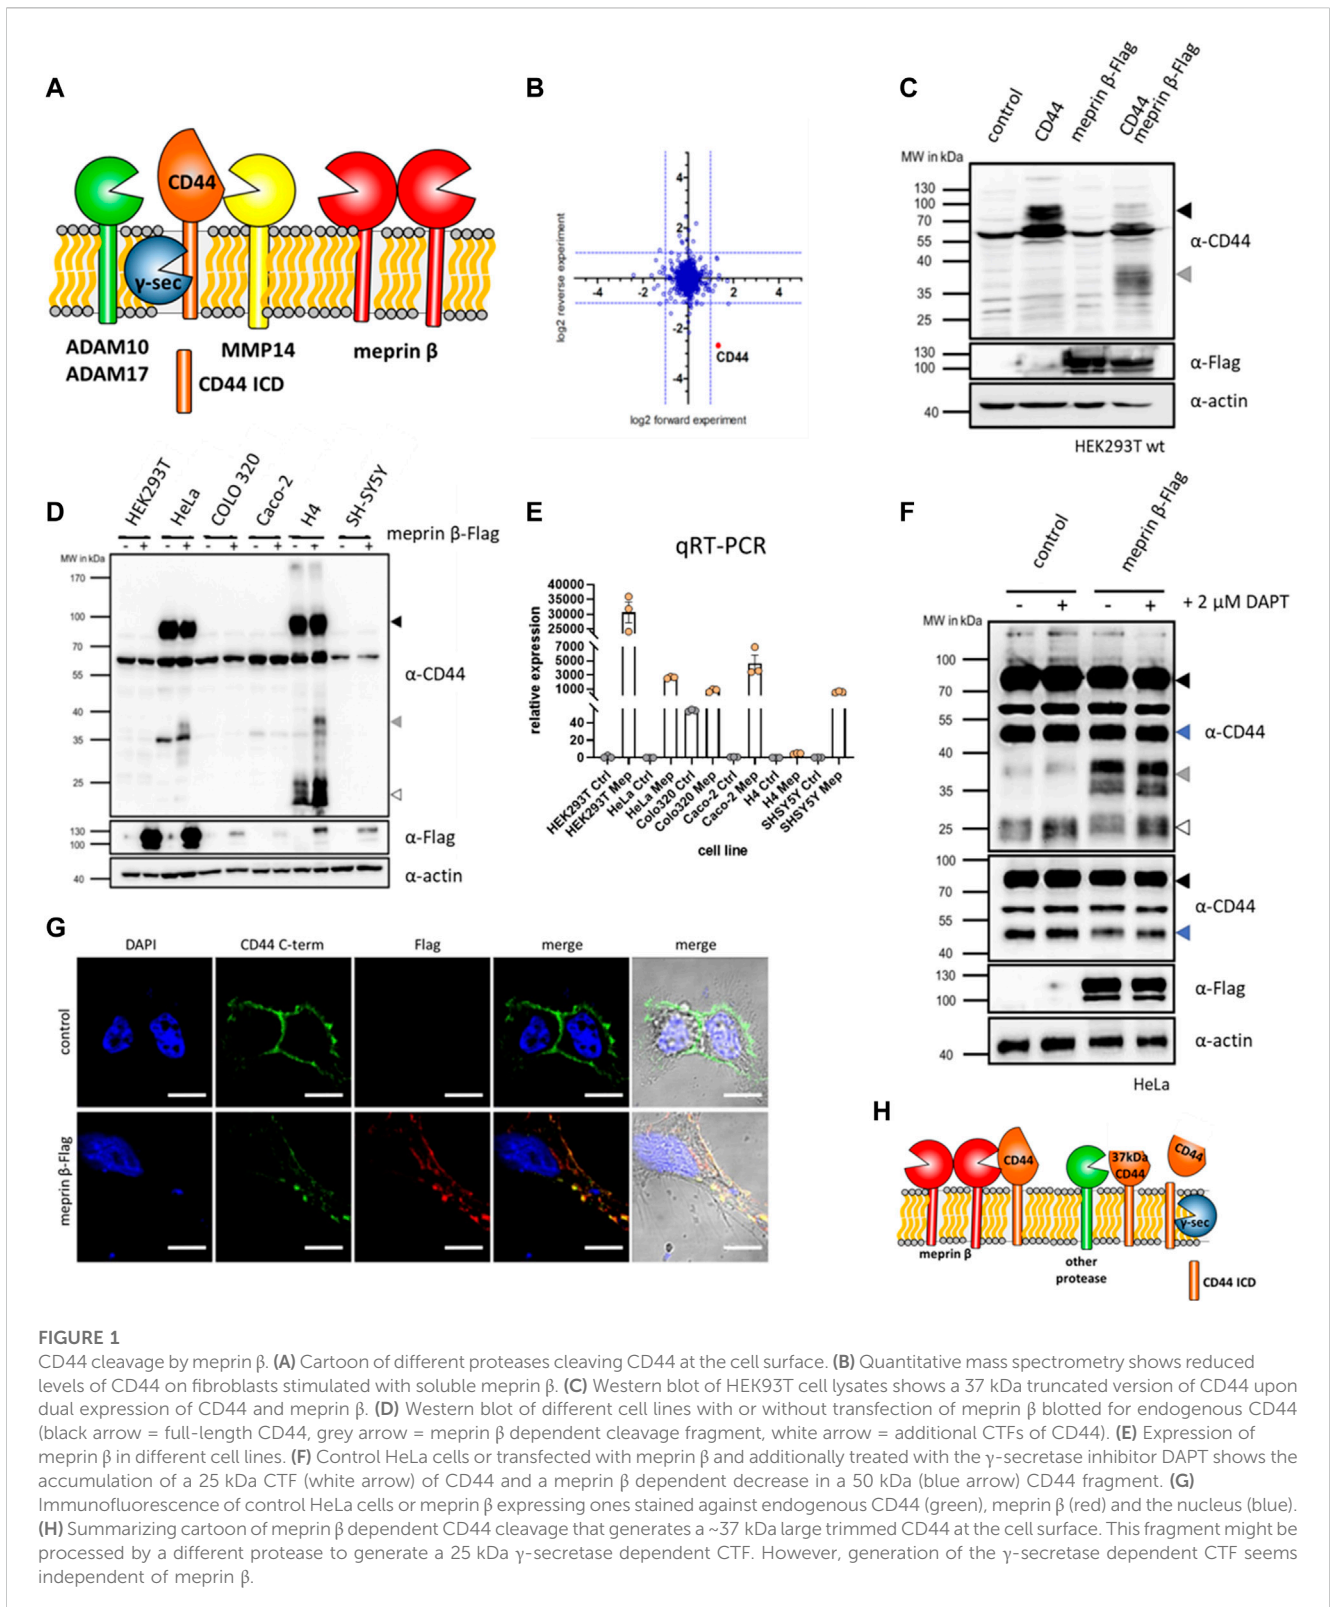 A
CD44
γ-sec
ADAM10
ADAM17
MMP14
CD44 ICD
meprin β
B
log2 reverse experiment
4
2
-2
-4
-4
-2
2
4
CD44
log2 forward experiment
C
control
CD44
meprin β-Flag
CD44
meprin β-Flag
MW in kDa
130
100
70
55
40
35
25
α-CD44
130
100
α-Flag
40
α-actin
HEK293T wt
D
HEK293T
HeLa
COLO 320
Caco-2
H4
SH-SY5Y
- + - + - + - + - + - +
meprin β-Flag
MW in kDa
170
100
70
55
40
35
25
α-CD44
130
100
α-Flag
40
α-actin
E
qRT-PCR
relative expression
40000
35000
30000
25000
7000
5000
3000
1000
40
20
0
HEK293T Ctrl
HEK293T Mep
HeLa Ctrl
HeLa Mep
Colo320 Ctrl
Colo320 Mep
Caco-2 Ctrl
Caco-2 Mep
H4 Ctrl
H4 Mep
SHSY5Y Ctrl
SHSY5Y Mep
cell line
F
control
meprin β-Flag
- + - + + 2 μM DAPT
MW in kDa
100
70
55
40
35
25
α-CD44
100
70
55
40
α-CD44
130
100
α-Flag
40
α-actin
HeLa
G
DAPI CD44 C-term Flag merge merge
control
meprin β-Flag
H
CD44
37kDa
CD44
CD44
γ-sec
meprin β
other
protease
CD44 ICD
FIGURE 1
CD44 cleavage by meprin β. (A) Cartoon of different proteases cleaving CD44 at the cell surface. (B) Quantitative mass spectrometry shows reduced
levels of CD44 on fibroblasts stimulated with soluble meprin β. (C) Western blot of HEK93T cell lysates shows a 37 kDa truncated version of CD44 upon
dual expression of CD44 and meprin β. (D) Western blot of different cell lines with or without transfection of meprin β blotted for endogenous CD44
(black arrow = full-length CD44, grey arrow = meprin β dependent cleavage fragment, white arrow = additional CTFs of CD44). (E) Expression of
meprin β in different cell lines. (F) Control HeLa cells or transfected with meprin β and additionally treated with the γ-secretase inhibitor DAPT shows the
accumulation of a 25 kDa CTF (white arrow) of CD44 and a meprin β dependent decrease in a 50 kDa (blue arrow) CD44 fragment. (G)
Immunofluorescence of control HeLa cells or meprin β expressing ones stained against endogenous CD44 (green), meprin β (red) and the nucleus (blue).
(H) Summarizing cartoon of meprin β dependent CD44 cleavage that generates a ~37 kDa large trimmed CD44 at the cell surface. This fragment might be
processed by a different protease to generate a 25 kDa γ-secretase dependent CTF. However, generation of the γ-secretase dependent CTF seems
independent of meprin β.